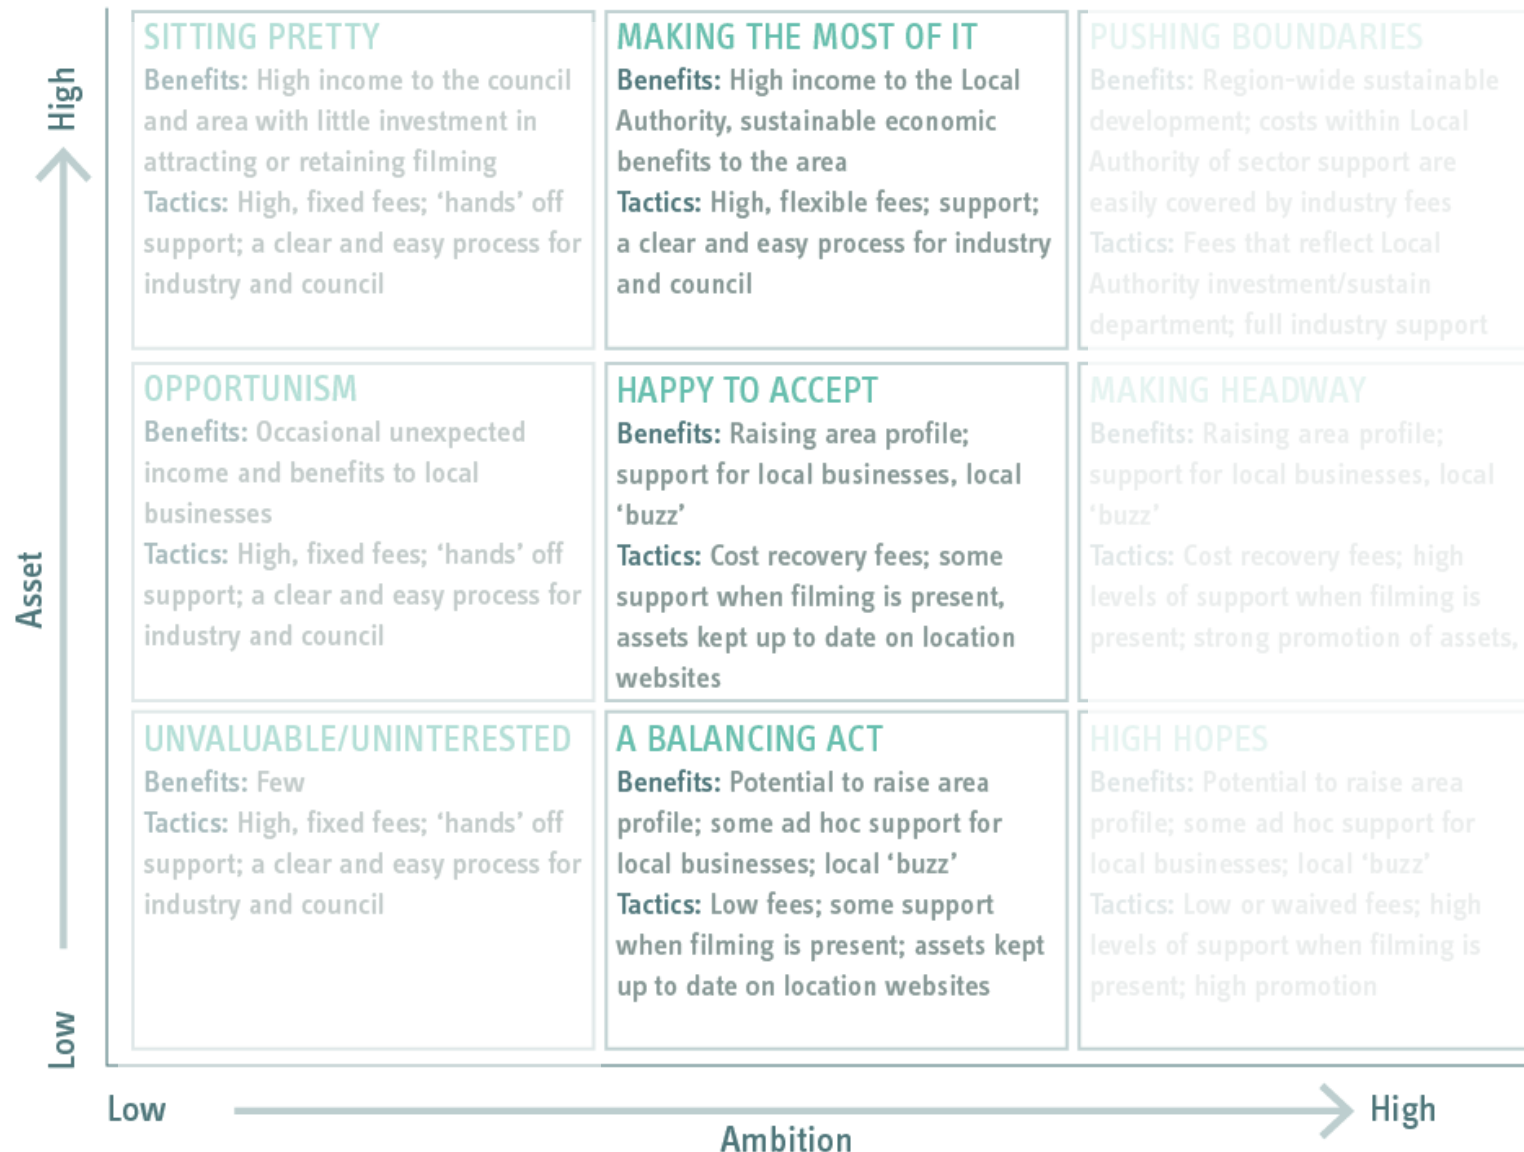 High
Asset
Low
SITTING PRETTY
Benefits: High income to the council
and area with little investment in
attracting or retaining filming
Tactics: High, fixed fees; ‘hands’ off
support; a clear and easy process for
industry and council
MAKING THE MOST OF IT
Benefits: High income to the Local
Authority, sustainable economic
benefits to the area
Tactics: High, flexible fees; support;
a clear and easy process for industry
and council
PUSHING BOUNDARIES
Benefits: Region-wide sustainable
development; costs within Local
Authority of sector support are
easily covered by industry fees
Tactics: Fees that reflect Local
Authority investment/sustain
department; full industry support
OPPORTUNISM
Benefits: Occasional unexpected
income and benefits to local
businesses
Tactics: High, fixed fees; ‘hands’ off
support; a clear and easy process for
industry and council
HAPPY TO ACCEPT
Benefits: Raising area profile;
support for local businesses, local
‘buzz’
Tactics: Cost recovery fees; some
support when filming is present,
assets kept up to date on location
websites
MAKING HEADWAY
Benefits: Raising area profile;
support for local businesses, local
‘buzz’
Tactics: Cost recovery fees; high
levels of support when filming is
present; strong promotion of assets,
UNVALUABLE/UNINTERESTED
Benefits: Few
Tactics: High, fixed fees; ‘hands’ off
support; a clear and easy process for
industry and council
A BALANCING ACT
Benefits: Potential to raise area
profile; some ad hoc support for
local businesses; local ‘buzz’
Tactics: Low fees; some support
when filming is present; assets kept
up to date on location websites
HIGH HOPES
Benefits: Potential to raise area
profile; some ad hoc support for
local businesses; local ‘buzz’
Tactics: Low or waived fees; high
levels of support when filming is
present; high promotion
Low
High
Ambition